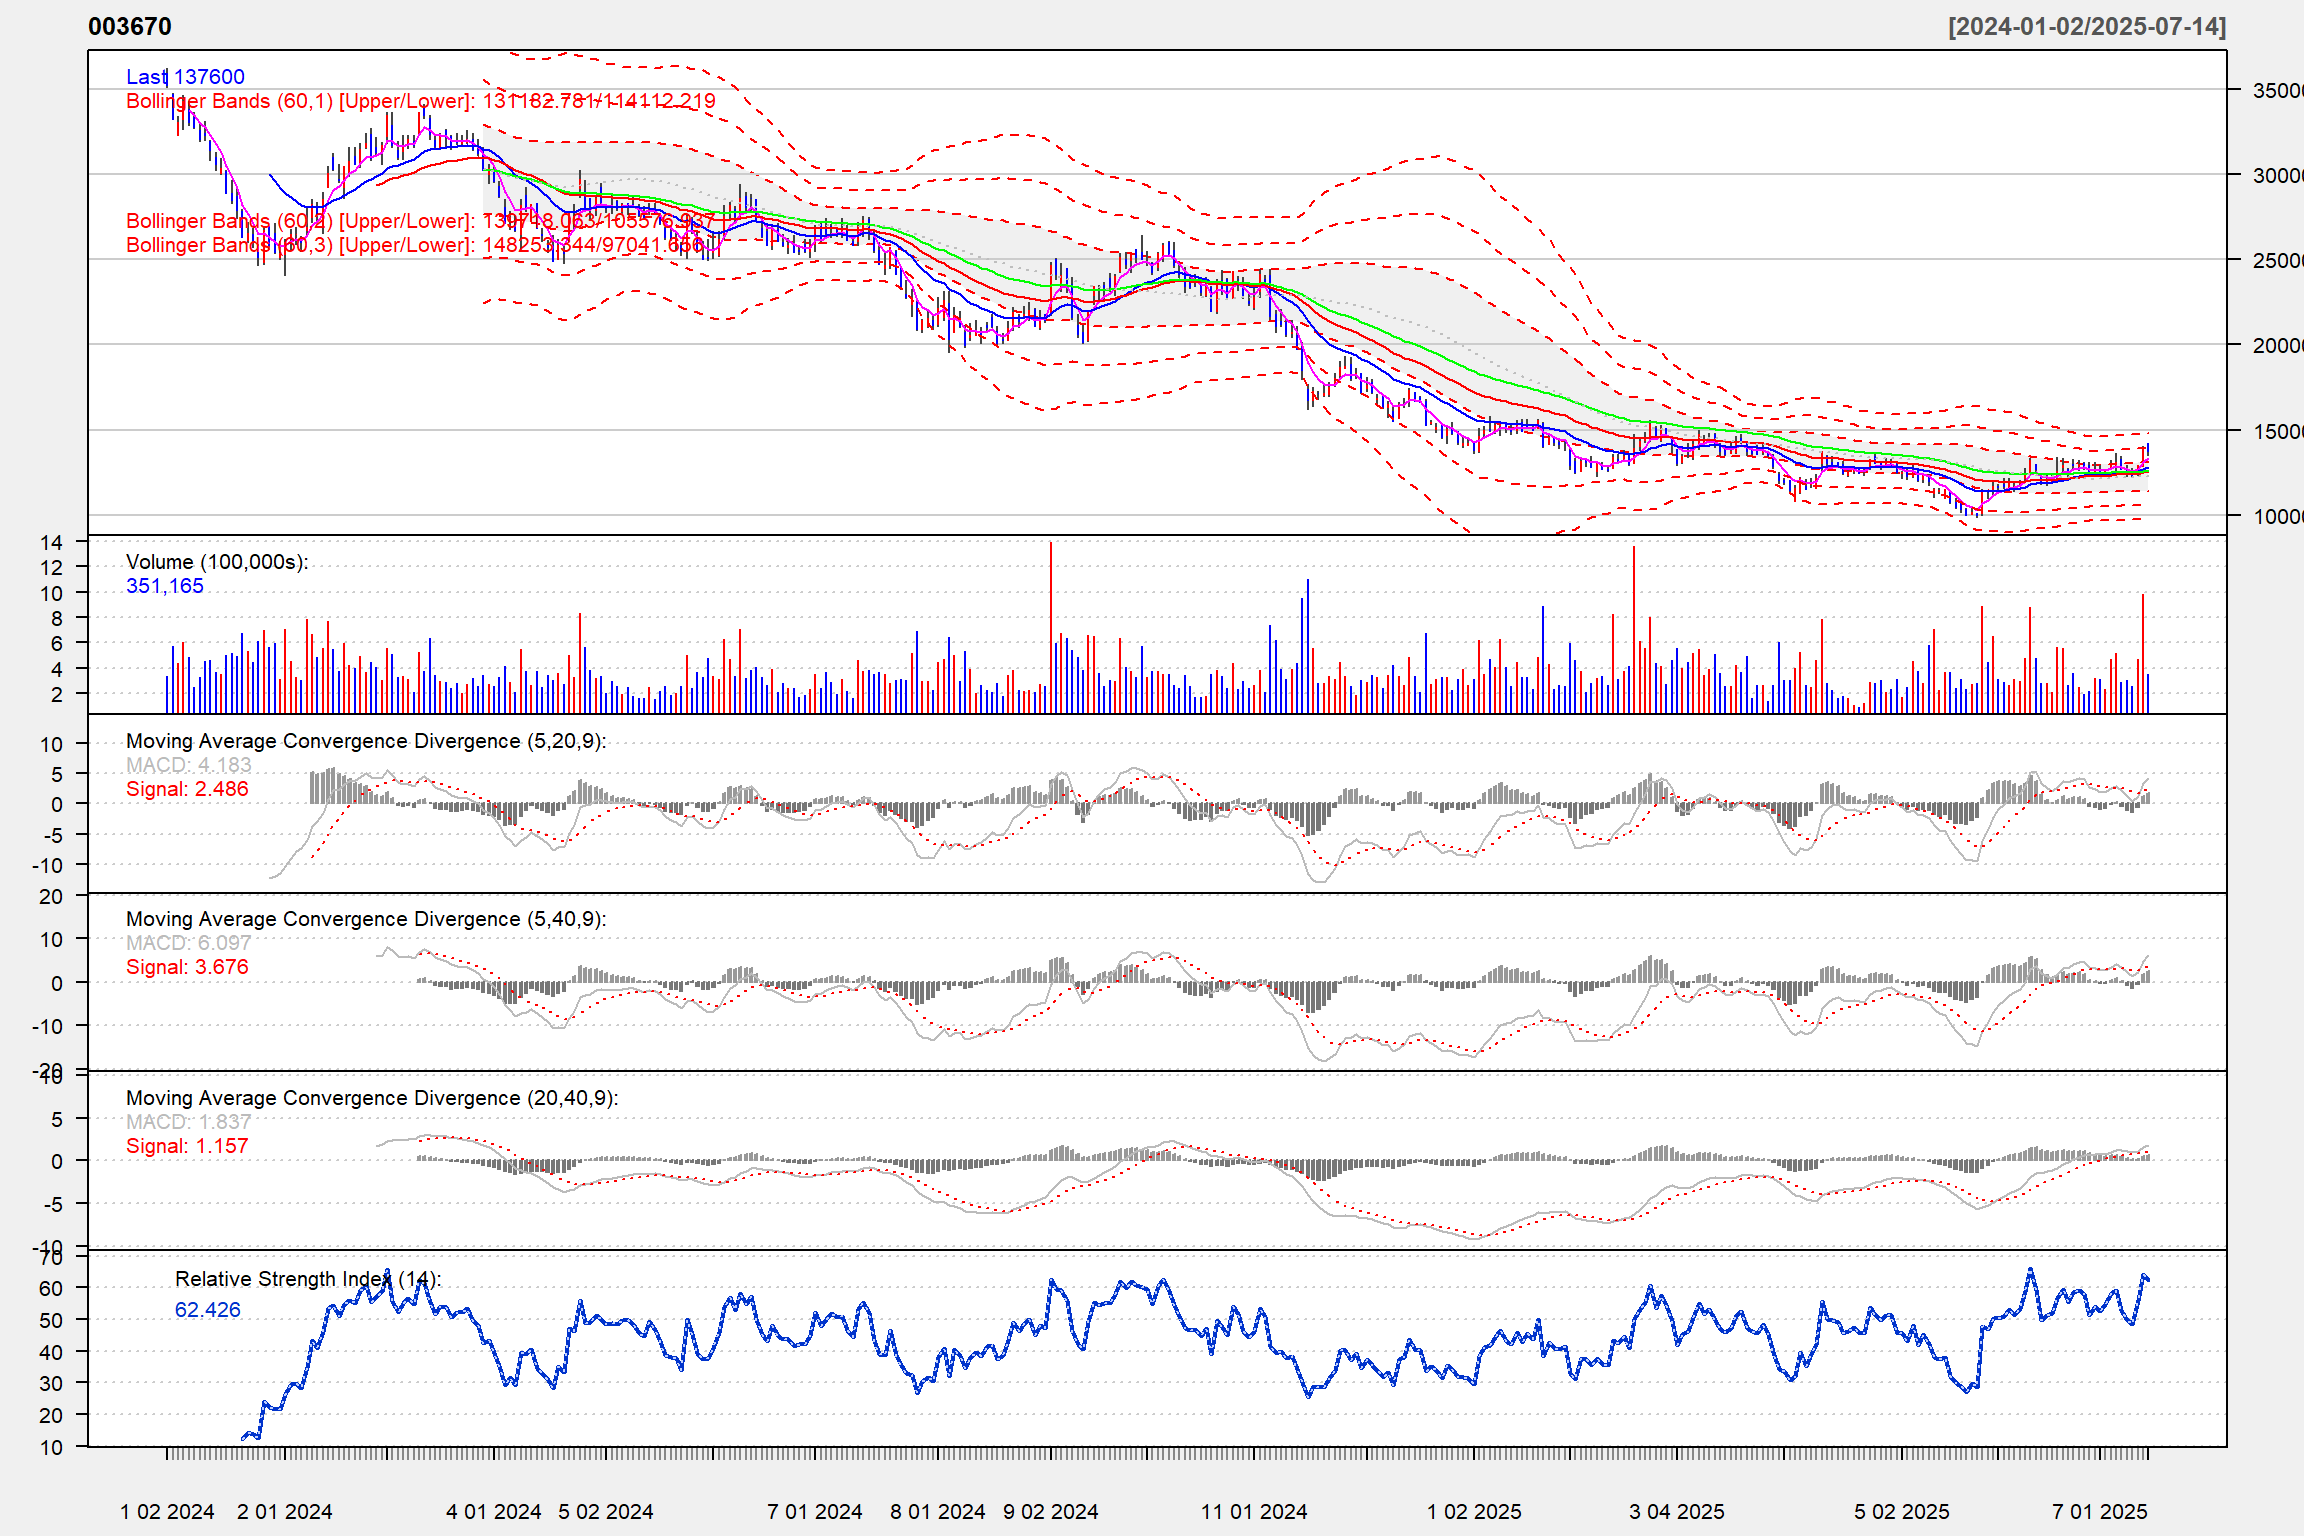 003670
[2024-01-02/2025-07-14]
Last 137600
Bollinger Bands (60,1) [Upper/Lower]: 131182.781/114112.219
Bollinger Bands (60,2) [Upper/Lower]: 139718.063/105576.937
Bollinger Bands (60,3) [Upper/Lower]: 148253.344/97041.656
35000
30000
25000
20000
15000
10000
Volume (100,000s):
351,165
14
12
10
8
6
4
2
Moving Average Convergence Divergence (5,20,9):
MACD: 4.183
Signal: 2.486
10
5
0
-5
-10
Moving Average Convergence Divergence (5,40,9):
MACD: 6.097
Signal: 3.676
20
10
0
-10
-20
Moving Average Convergence Divergence (20,40,9):
MACD: 1.837
Signal: 1.157
10
5
0
-5
-10
Relative Strength Index (14):
62.426
70
60
50
40
30
20
10
1 02 2024 2 01 2024 4 01 2024 5 02 2024 7 01 2024 8 01 2024 9 02 2024 11 01 2024 1 02 2025 3 04 2025 5 02 2025 7 01 2025